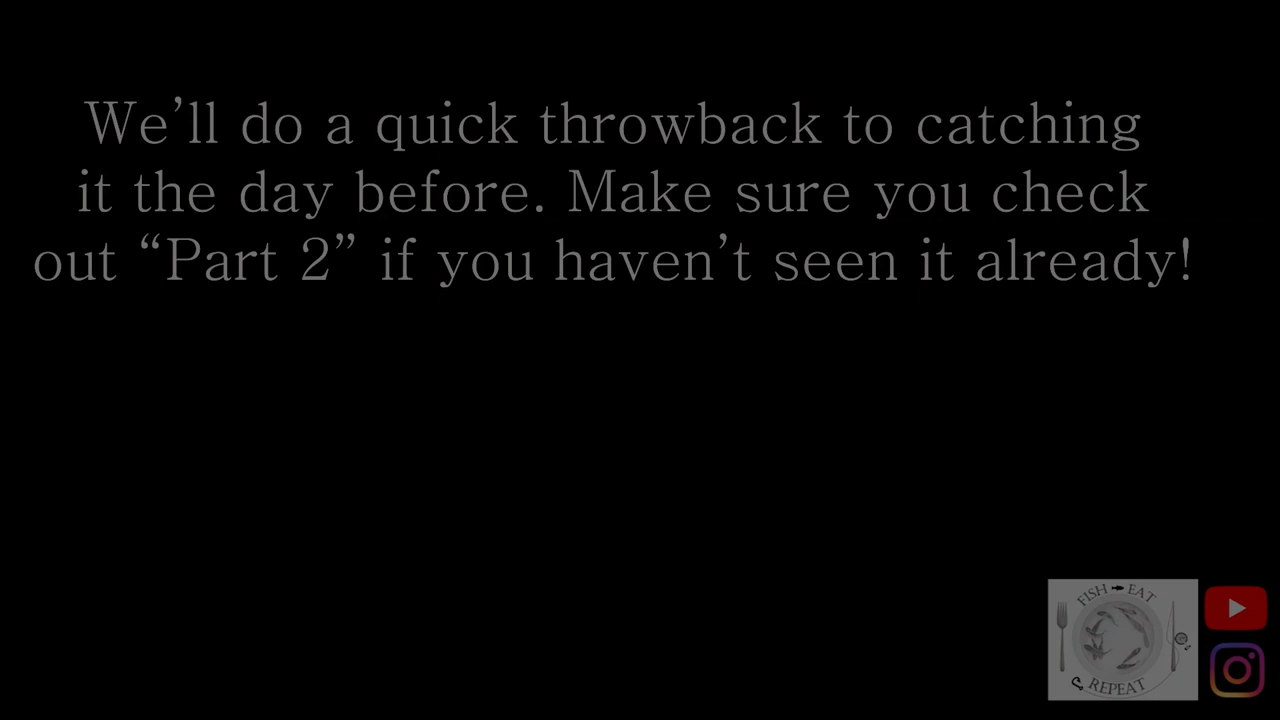 We’ll do a quick throwback to catching
it the day before. Make sure you check
out “Part 2” if you haven’t seen it already!
FISH EAT
REPEAT